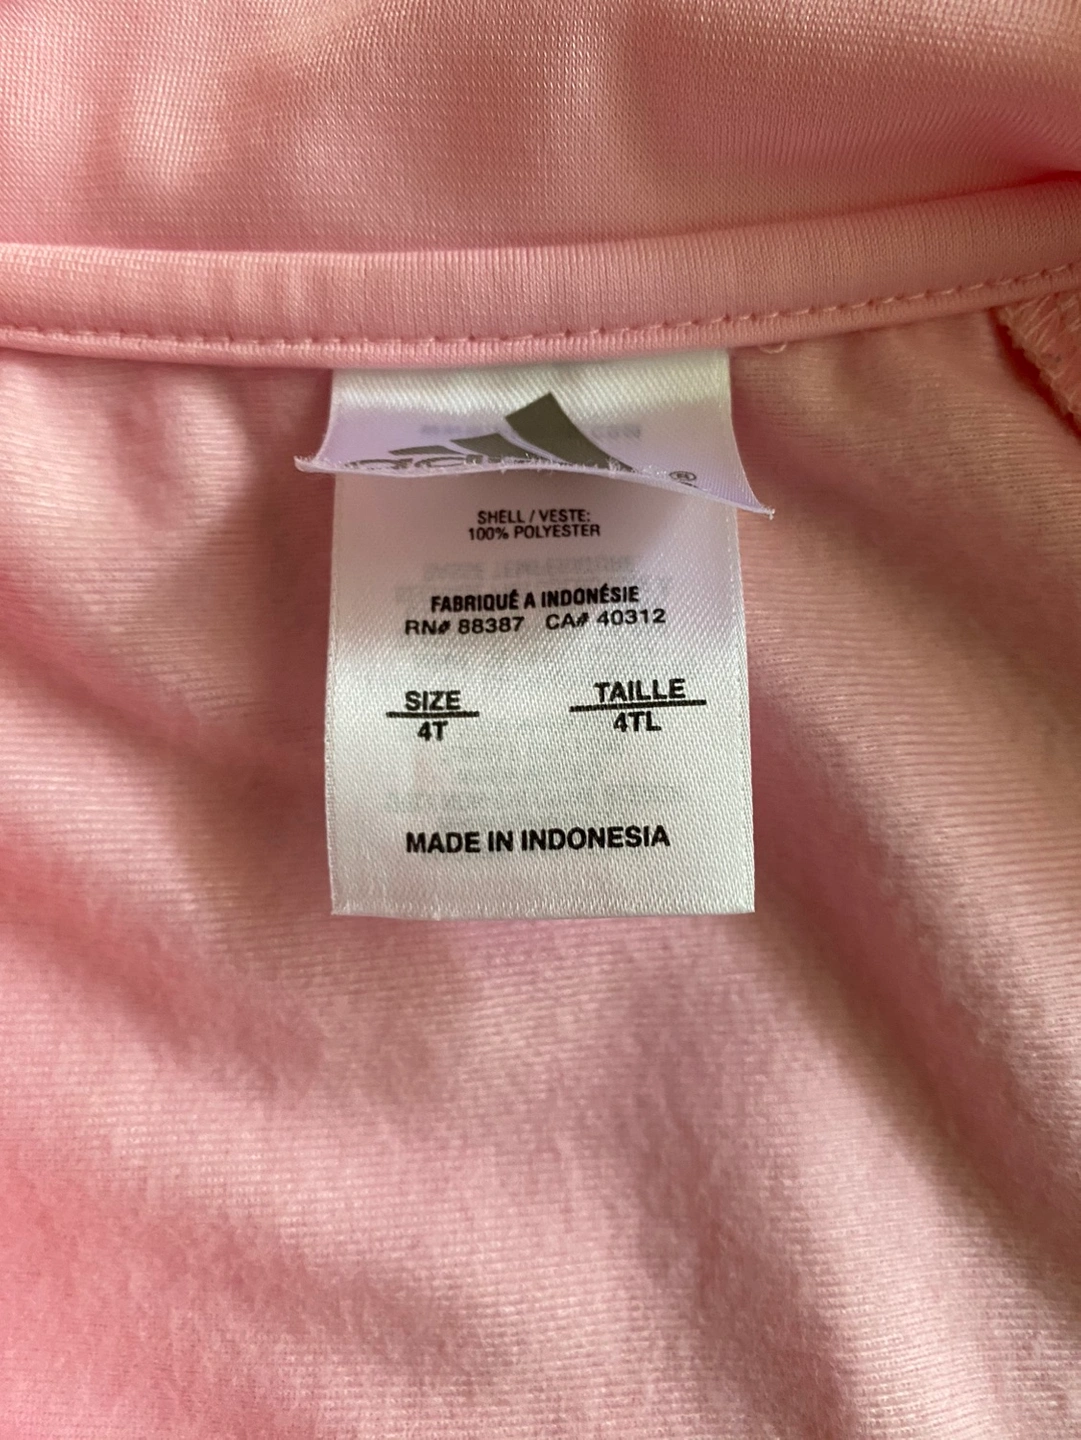 ®
SHELL / VESTE:
100% POLYESTER
FABRIQUÉ A INDONÉSIE
RN# 88387 CA# 40312
SIZE TAILLE
4T 4TL
MADE IN INDONESIA